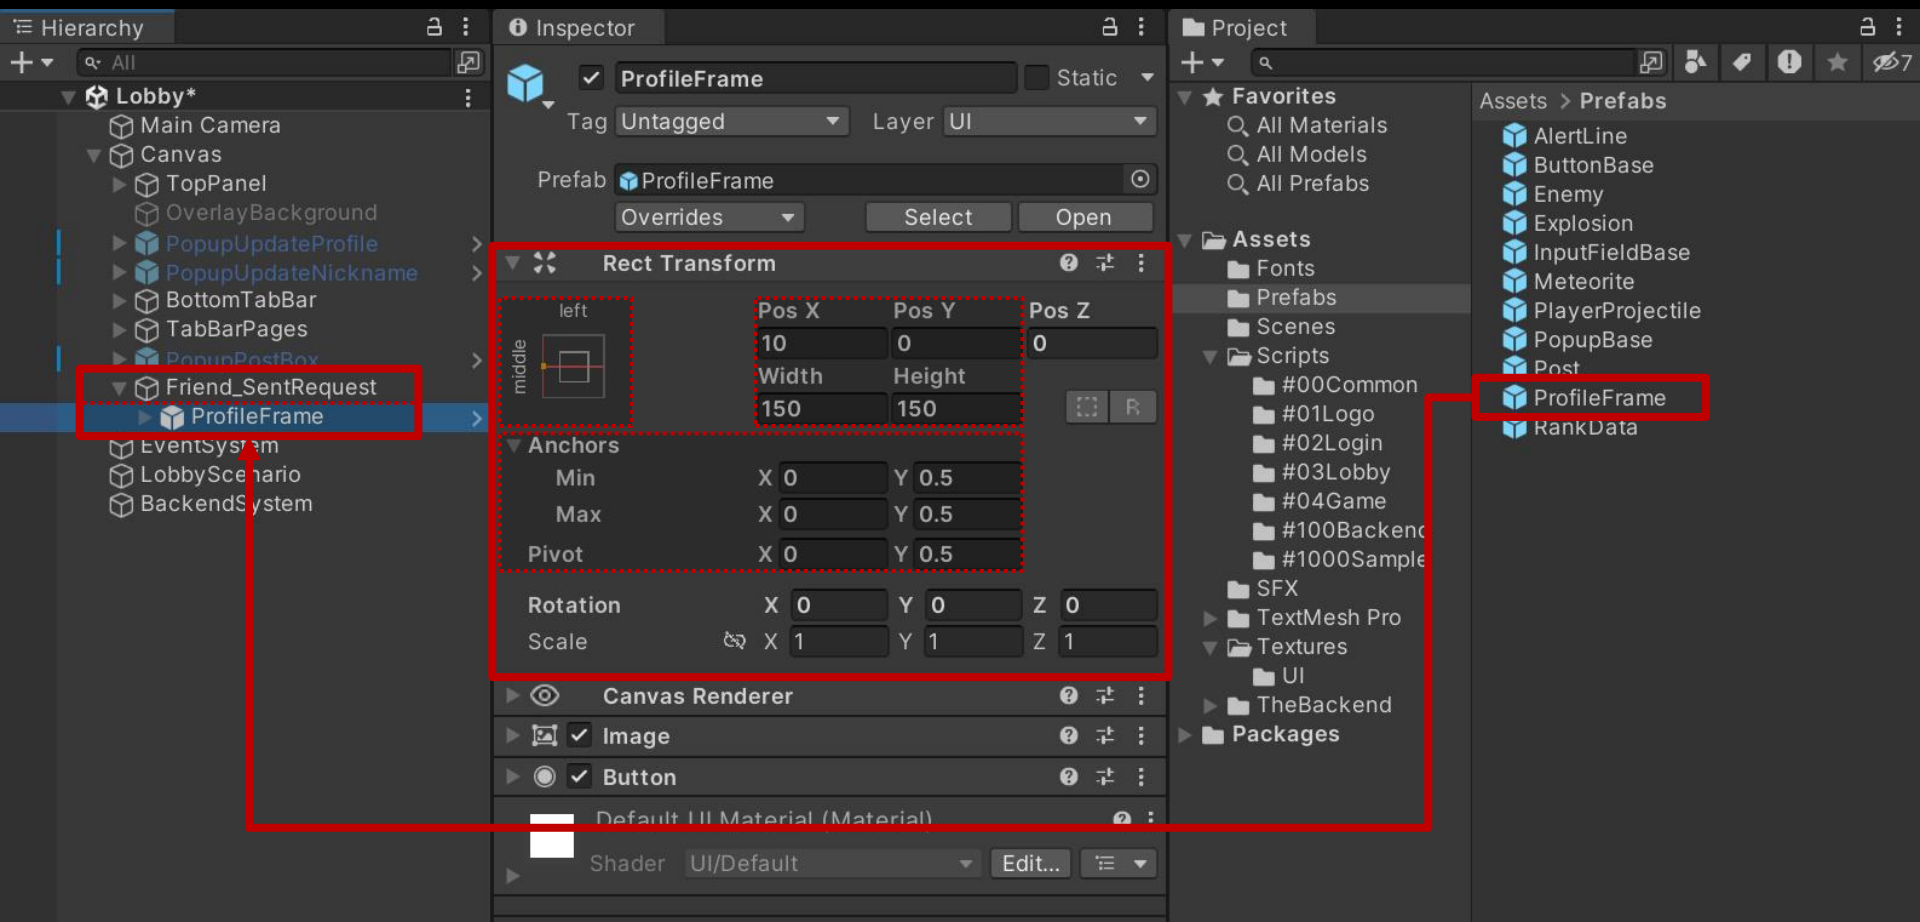 Hierarchy
All
Lobby*
Main Camera
Canvas
TopPanel
OverlayBackground
PopupUpdateProfile
PopupUpdateNickname
BottomTabBar
TabBarPages
PopupPostBox
Friend_SentRequest
ProfileFrame
EventSystem
LobbyScenario
BackendSystem
Inspector
ProfileFrame
Static
Tag Untagged Layer UI
Prefab ProfileFrame
Overrides Select Open
Rect Transform
left Pos X Pos Y Pos Z
middle 10 0 0
Width Height
150 150 R
Anchors
Min X 0 Y 0.5
Max X 0 Y 0.5
Pivot X 0 Y 0.5
Rotation X 0 Y 0 Z 0
Scale X 1 Y 1 Z 1
Canvas Renderer
Image
Button
Default UI Material (Material)
Shader UI/Default Edit...
Project
7
Favorites
All Materials
All Models
All Prefabs
Assets
Fonts
Prefabs
Scenes
Scripts
#00Common
#01Logo
#02Login
#03Lobby
#04Game
#100Backend
#1000Sample
SFX
TextMesh Pro
Textures
UI
TheBackend
Packages
Assets > Prefabs
AlertLine
ButtonBase
Enemy
Explosion
InputFieldBase
Meteorite
PlayerProjectile
PopupBase
Post
ProfileFrame
RankData